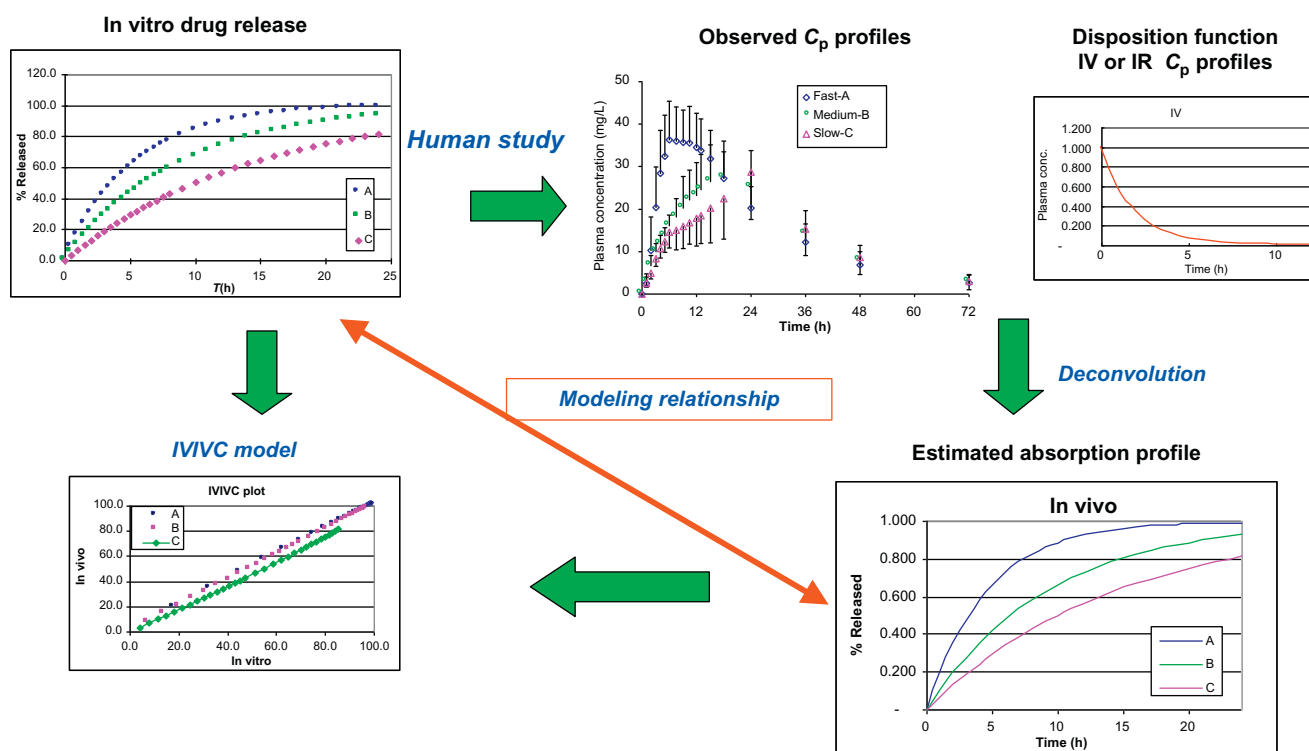 In vitro drug release
120.0
100.0
80.0
60.0
40.0
20.0
0.0
% Released
0
5
10
15
20
25
T(h)
A
B
C
Human study
Observed Cp profiles
50
40
30
20
10
0
Plasma concentration (mg/L)
Fast-A
Medium-B
Slow-C
0
12
24
36
48
60
72
Time (h)
Disposition function
IV or IR Cp profiles
IV
1.000
1.200
0.800
0.600
0.400
0.200
-
Plasma conc.
0
5
10
Time (h)
Deconvolution
Modeling relationship
IVIVC model
IVIVC plot
100.0
80.0
60.0
40.0
20.0
0.0
In vivo
A
B
C
0.0
20.0
40.0
60.0
80.0
100.0
In vitro
Estimated absorption profile
In vivo
1.000
0.800
0.600
0.400
0.200
-
% Released
A
B
C
0
5
10
15
20
Time (h)